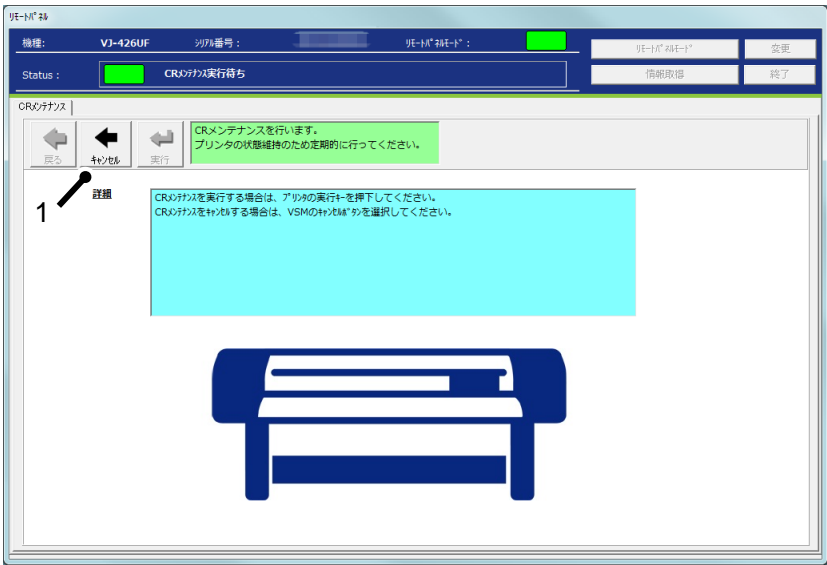 ﾘﾓｰﾄﾊﾟﾈﾙ
機種: VJ-426UF ｼﾘｱﾙ番号： ﾘﾓｰﾄﾊﾟﾈﾙﾓｰﾄﾞ：
ﾘﾓｰﾄﾊﾟﾈﾙﾓｰﾄﾞ 変更
Status： CRﾒﾝﾃﾅﾝｽ実行待ち
情報取得 終了
CRﾒﾝﾃﾅﾝｽ
戻る ｷｬﾝｾﾙ 実行
CRメンテナンスを行います。
プリンタの状態維持のため定期的に行ってください。
1
詳細
CRﾒﾝﾃﾅﾝｽを実行する場合は、ﾌﾟﾘﾝﾀの実行ｷｰを押下してください。
CRﾒﾝﾃﾅﾝｽをｷｬﾝｾﾙする場合は、VSMのｷｬﾝｾﾙﾎﾞﾀﾝを選択してください。